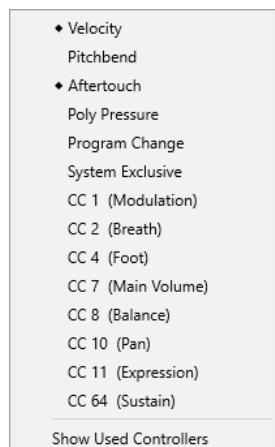 ◆ Velocity
Pitchbend
◆ Aftertouch
Poly Pressure
Program Change
System Exclusive
CC 1 (Modulation)
CC 2 (Breath)
CC 4 (Foot)
CC 7 (Main Volume)
CC 8 (Balance)
CC 10 (Pan)
CC 11 (Expression)
CC 64 (Sustain)
Show Used Controllers